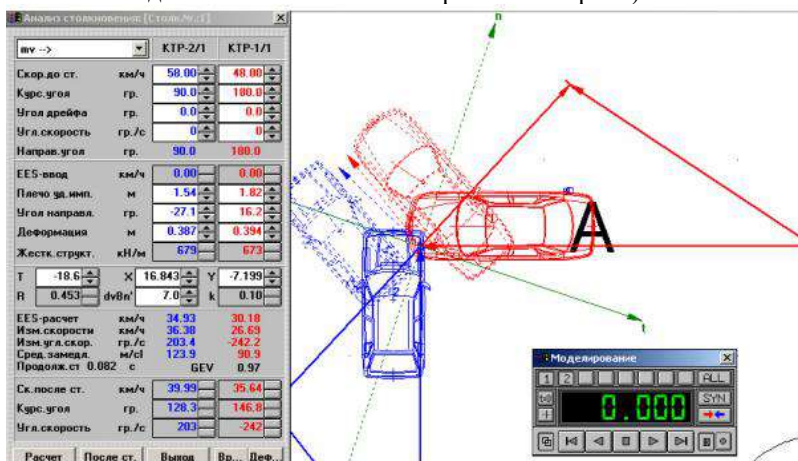 Анализ столкновения: [Столк/м.:1]
mv --> КТР-2/1 КТР-1/1
Скор.до ст. км/ч 58.00 48.00
Курс.угол гр. 90.0 180.0
Угол дрейфа гр. 0.0 0.0
Угл.скорость гр./с 0 0
Направ.угол гр. 90.0 180.0
EES-ввод км/ч 0.00 0.00
Плечо уд.имп. м 1.54 1.82
Угол направл. гр. -27.1 16.2
Деформация м 0.387 0.394
Жестк.структ. кН/м 679 673
T -18.6 X 16.843 Y -7.199
R 0.453 dvBn' 7.0 k 0.10
EES-расчет км/ч 34.93 30.18
Изм.скорости км/ч 36.38 26.69
Изм.угл.скор. гр./с 203.4 -242.2
Сред.замедл. м/с 123.9 90.9
Продолж.ст 0.082 с GEV 0.97
Ск.после ст. км/ч 39.99 35.64
Курс.угол гр. 128.3 146.8
Угл.скорость гр./с 203 -242
Расчет После ст. Выход Вр... Деф...
n
A
2
t
Моделирование
1 2 ALL
t=0 0.000 SYN